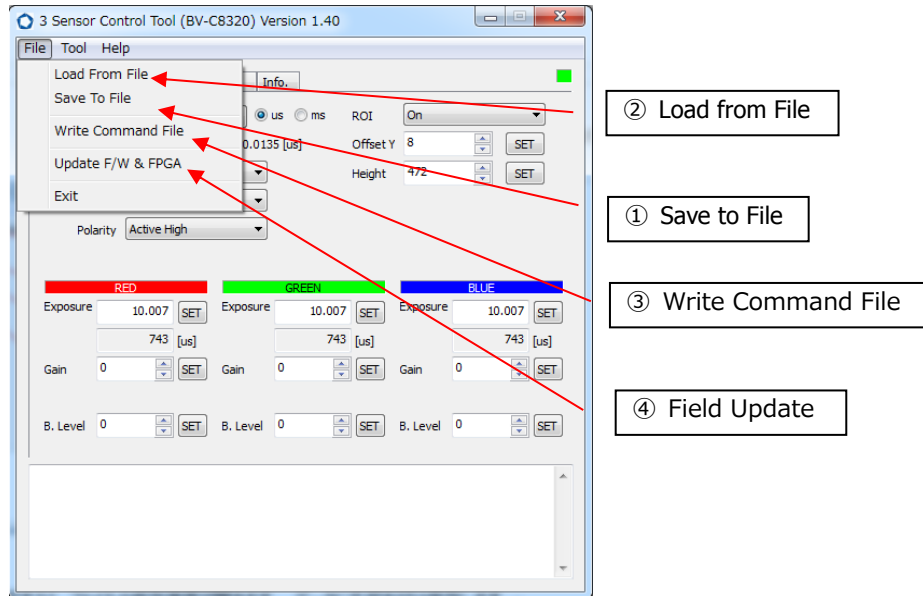 3 Sensor Control Tool (BV-C8320) Version 1.40
File Tool Help
Load From File
Save To File
Write Command File
Update F/W & FPGA
Exit
Info.
us ms ROI On
0.0135 [us] Offset Y 8 SET
Height 472 SET
Polarity Active High
RED GREEN BLUE
Exposure 10.007 SET Exposure 10.007 SET Exposure 10.007 SET
743 [us] 743 [us] 743 [us]
Gain 0 SET Gain 0 SET Gain 0 SET
B. Level 0 SET B. Level 0 SET B. Level 0 SET
② Load from File
① Save to File
③ Write Command File
④ Field Update